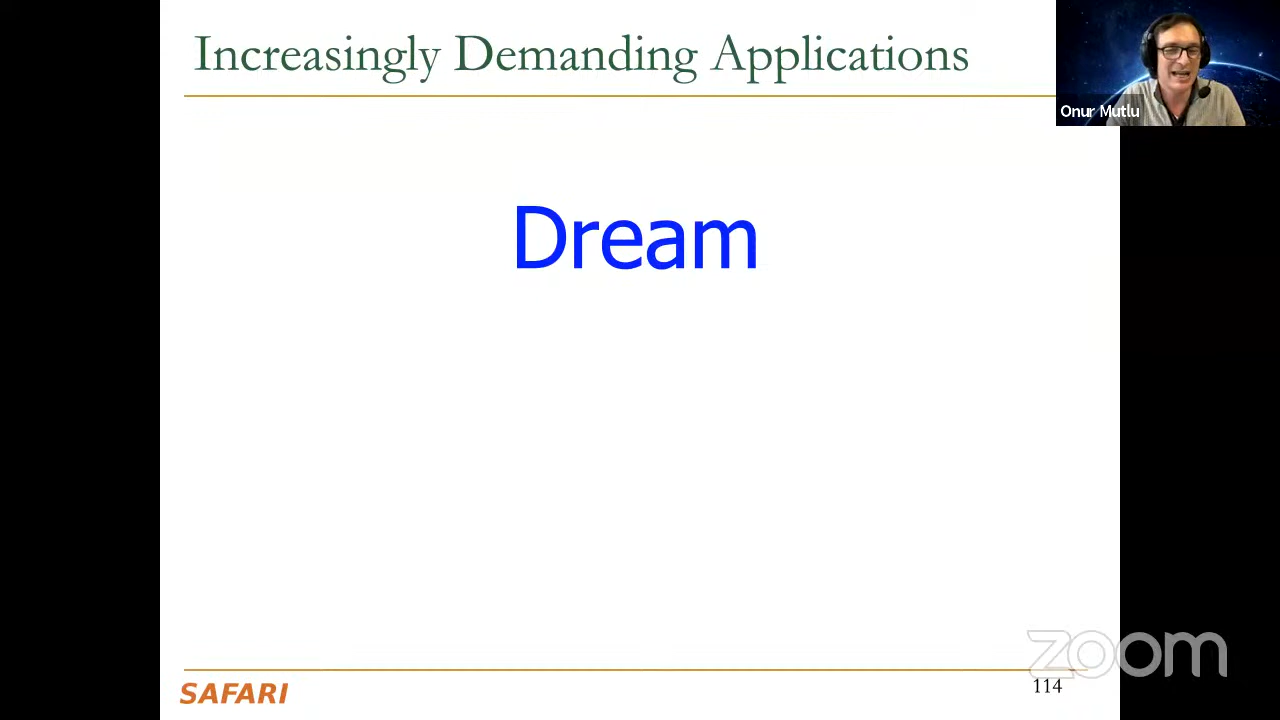 Increasingly Demanding Applications
Onur Mutlu
Dream
zoom
SAFARI
114